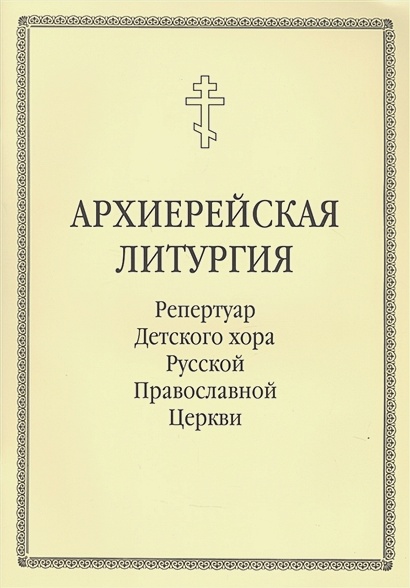 АРХИЕРЕЙСКАЯ
ЛИТУРГИЯ
Репертуар
Детского хора
Русской
Православной
Церкви